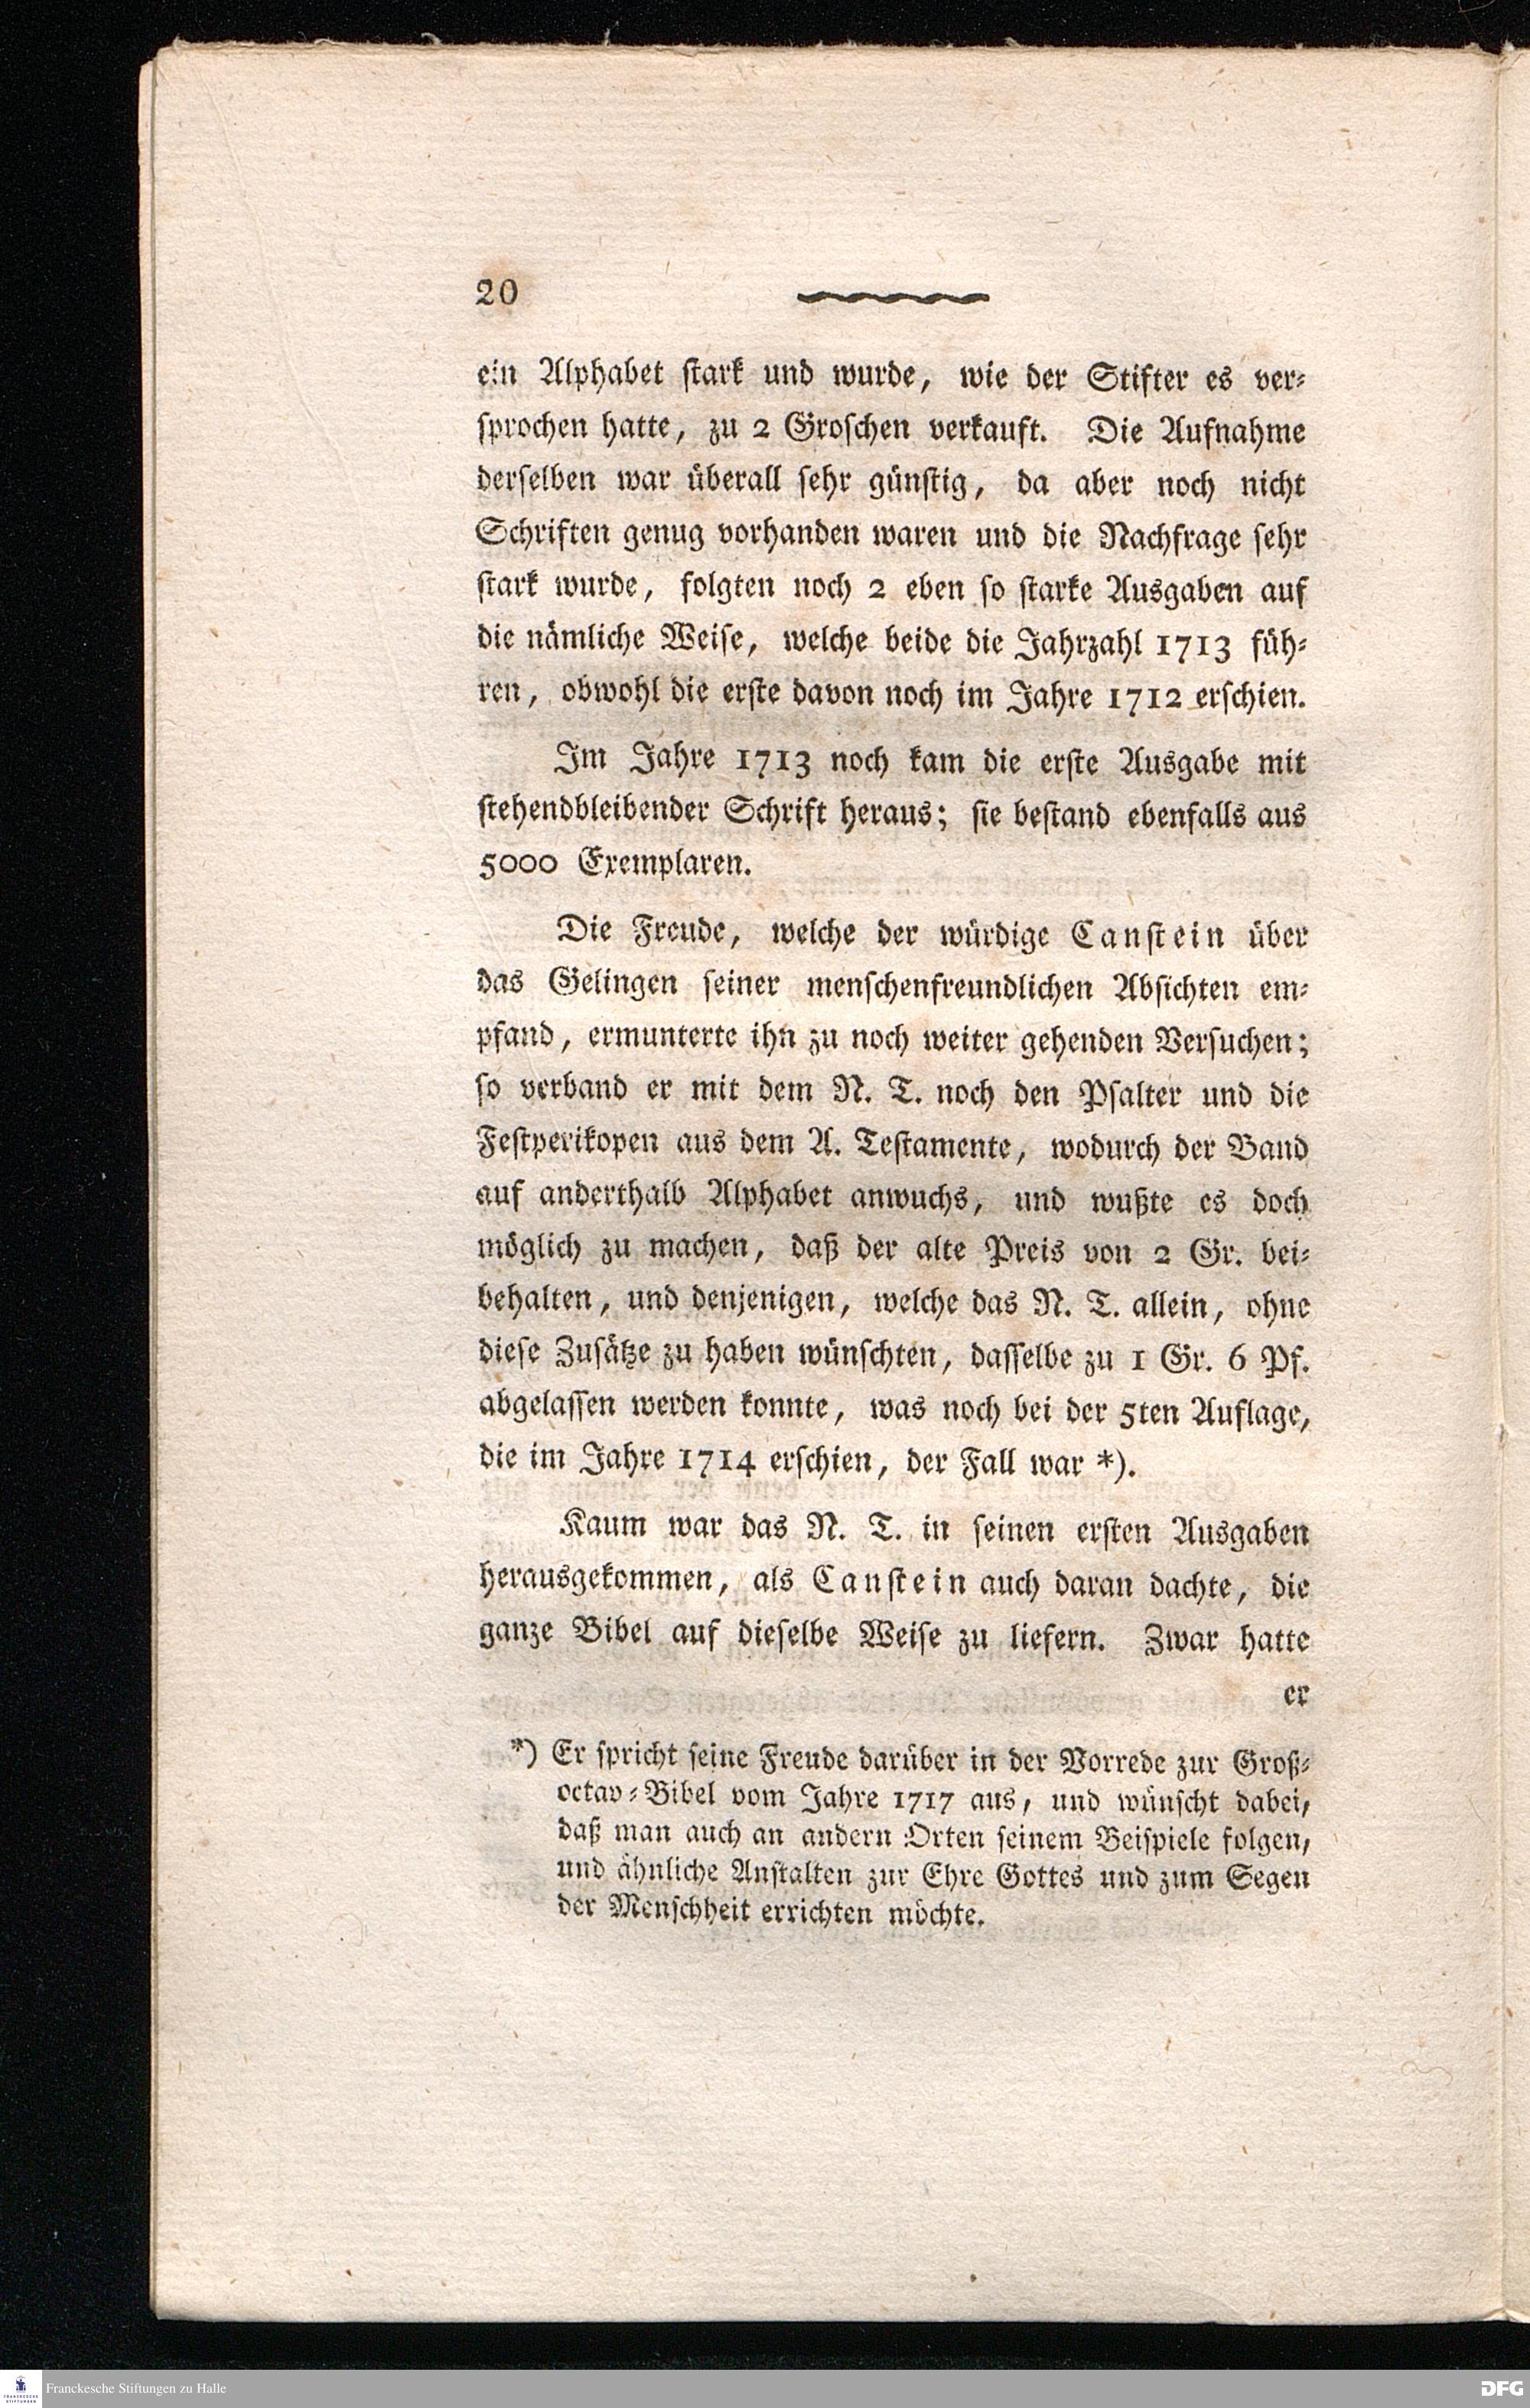 20
ein Alphabet stark und wurde, wie der Stifter es ver-
sprochen hatte, zu 2 Groschen verkauft. Die Aufnahme
derselben war überall sehr günstig, da aber noch nicht
Schriften genug vorhanden waren und die Nachfrage sehr
stark wurde, folgten noch 2 eben so starke Ausgaben auf
die nämliche Weise, welche beide die Jahrzahl 1713 füh-
ren, obwohl die erste davon noch im Jahre 1712 erschien.
Im Jahre 1713 noch kam die erste Ausgabe mit
stehendbleibender Schrift heraus; sie bestand ebenfalls aus
5000 Exemplaren.
Die Freude, welche der würdige Canstein über
das Gelingen seiner menschenfreundlichen Absichten em-
pfand, ermunterte ihn zu noch weiter gehenden Versuchen;
so verband er mit dem N. T. noch den Psalter und die
Festperikopen aus dem A. Testamente, wodurch der Band
auf anderthalb Alphabet anwuchs, und wußte es doch
möglich zu machen, daß der alte Preis von 2 Gr. bei-
behalten, und denjenigen, welche das N. T. allein, ohne
diese Zusätze zu haben wünschten, dasselbe zu 1 Gr. 6 Pf.
abgelassen werden konnte, was noch bei der 5ten Auflage,
die im Jahre 1714 erschien, der Fall war *).
Kaum war das N. T. in seinen ersten Ausgaben
herausgekommen, als Canstein auch daran dachte, die
ganze Bibel auf dieselbe Weise zu liefern. Zwar hatte
er
*) Er spricht seine Freude darüber in der Vorrede zur Groß-
octav-Bibel vom Jahre 1717 aus, und wünscht dabei,
daß man auch an andern Orten seinem Beispiele folgen,
und ähnliche Anstalten zur Ehre Gottes und zum Segen
der Menschheit errichten möchte.
FRANCKESCHE STIFTUNGEN
Franckesche Stiftungen zu Halle
DFG